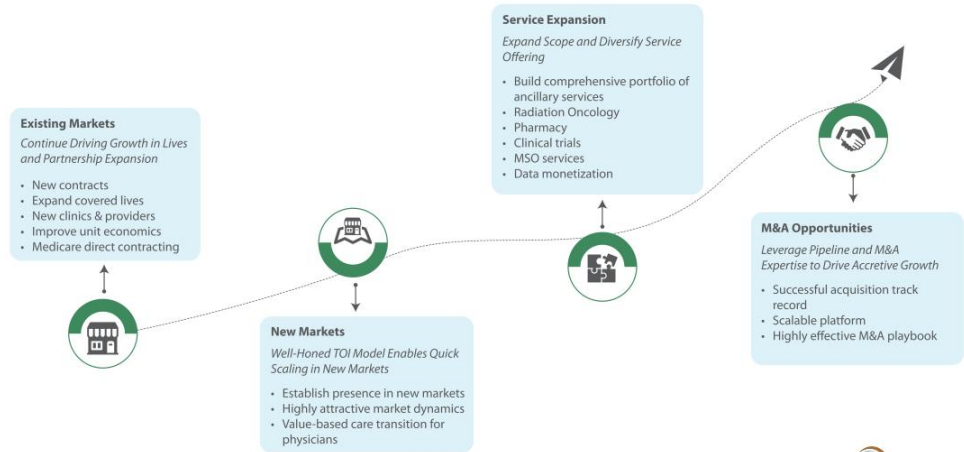 Existing Markets
Continue Driving Growth in Lives
and Partnership Expansion
• New contracts
• Expand covered lives
• New clinics & providers
• Improve unit economics
• Medicare direct contracting
New Markets
Well-Honed TOI Model Enables Quick
Scaling in New Markets
• Establish presence in new markets
• Highly attractive market dynamics
• Value-based care transition for
physicians
Service Expansion
Expand Scope and Diversify Service
Offering
• Build comprehensive portfolio of
ancillary services
• Radiation Oncology
• Pharmacy
• Clinical trials
• MSO services
• Data monetization
M&A Opportunities
Leverage Pipeline and M&A
Expertise to Drive Accretive Growth
• Successful acquisition track
record
• Scalable platform
• Highly effective M&A playbook